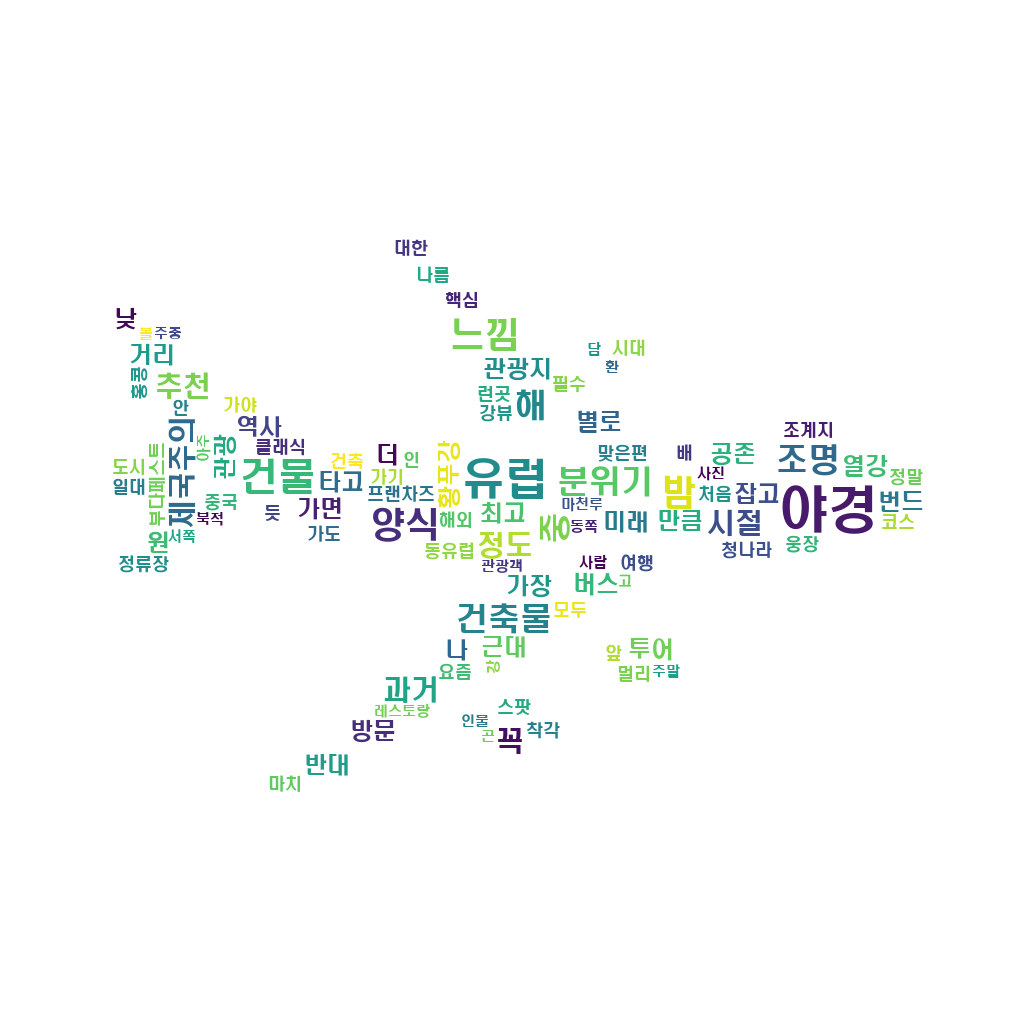 대한
나름
핵심
낮
볼
주중
느낌
거리
관광지
시대
담
환
홍콩
추천
필수
런곳
강뷰
해
안
가야
별로
역사
조계지
제국주의
아주
관광
클래식
더
인
황푸강
맞은편
배
공존
조명
열강
도시
부다페스트
건축
가기
유럽
분위기
사진
정말
일대
중국
건물
타고
프랜차즈
밤
처음
잡고
야경
번드
북적
듯
가면
양식
해외
최고
중
마천루
동쪽
미래
만큼
시절
코스
원
서쪽
가도
동유럽
정도
청나라
웅장
정류장
관광객
사람
여행
가장
버스
고
건축물
모두
나
근대
앞
투어
요즘
강
멀리
주말
과거
레스토랑
스팟
인물
방문
곤
꼭
착각
반대
마치